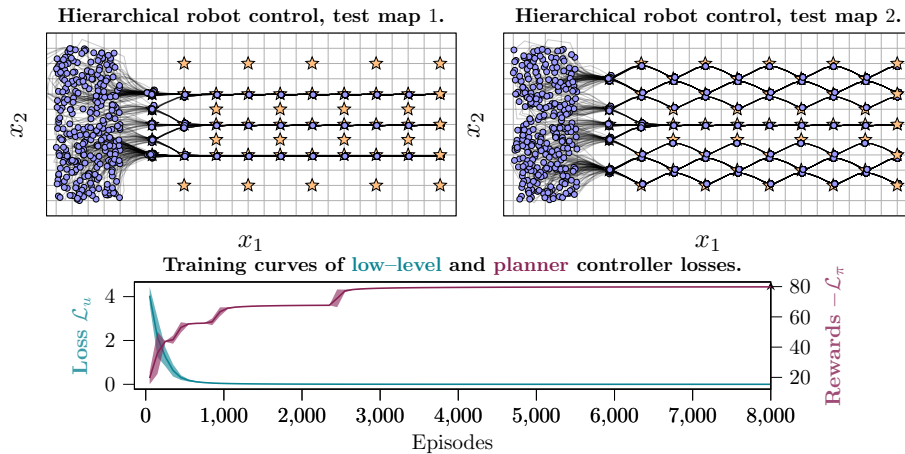 Hierarchical robot control, test map 1.
Hierarchical robot control, test map 2.
x₂
x₂
x₁
x₁
Training curves of low–level and planner controller losses.
Loss ℒᵤ
4
2
0
80
60
40
20
Rewards −ℒ_π
0
1,000
2,000
3,000
4,000
5,000
6,000
7,000
8,000
Episodes